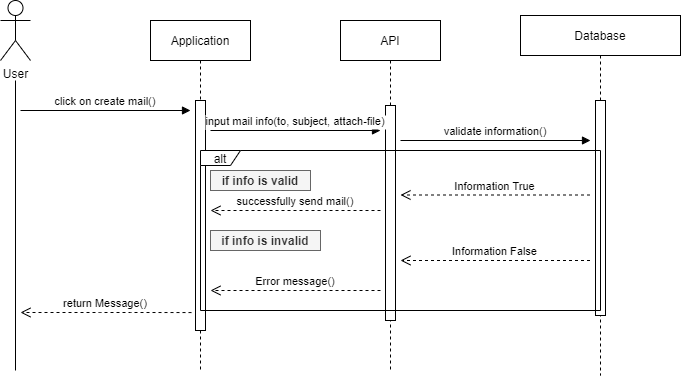 Application
API
Database
User
click on create mail()
input mail info(to, subject, attach-file)
validate information()
alt
if info is valid
Information True
successfully send mail()
if info is invalid
Information False
Error message()
return Message()